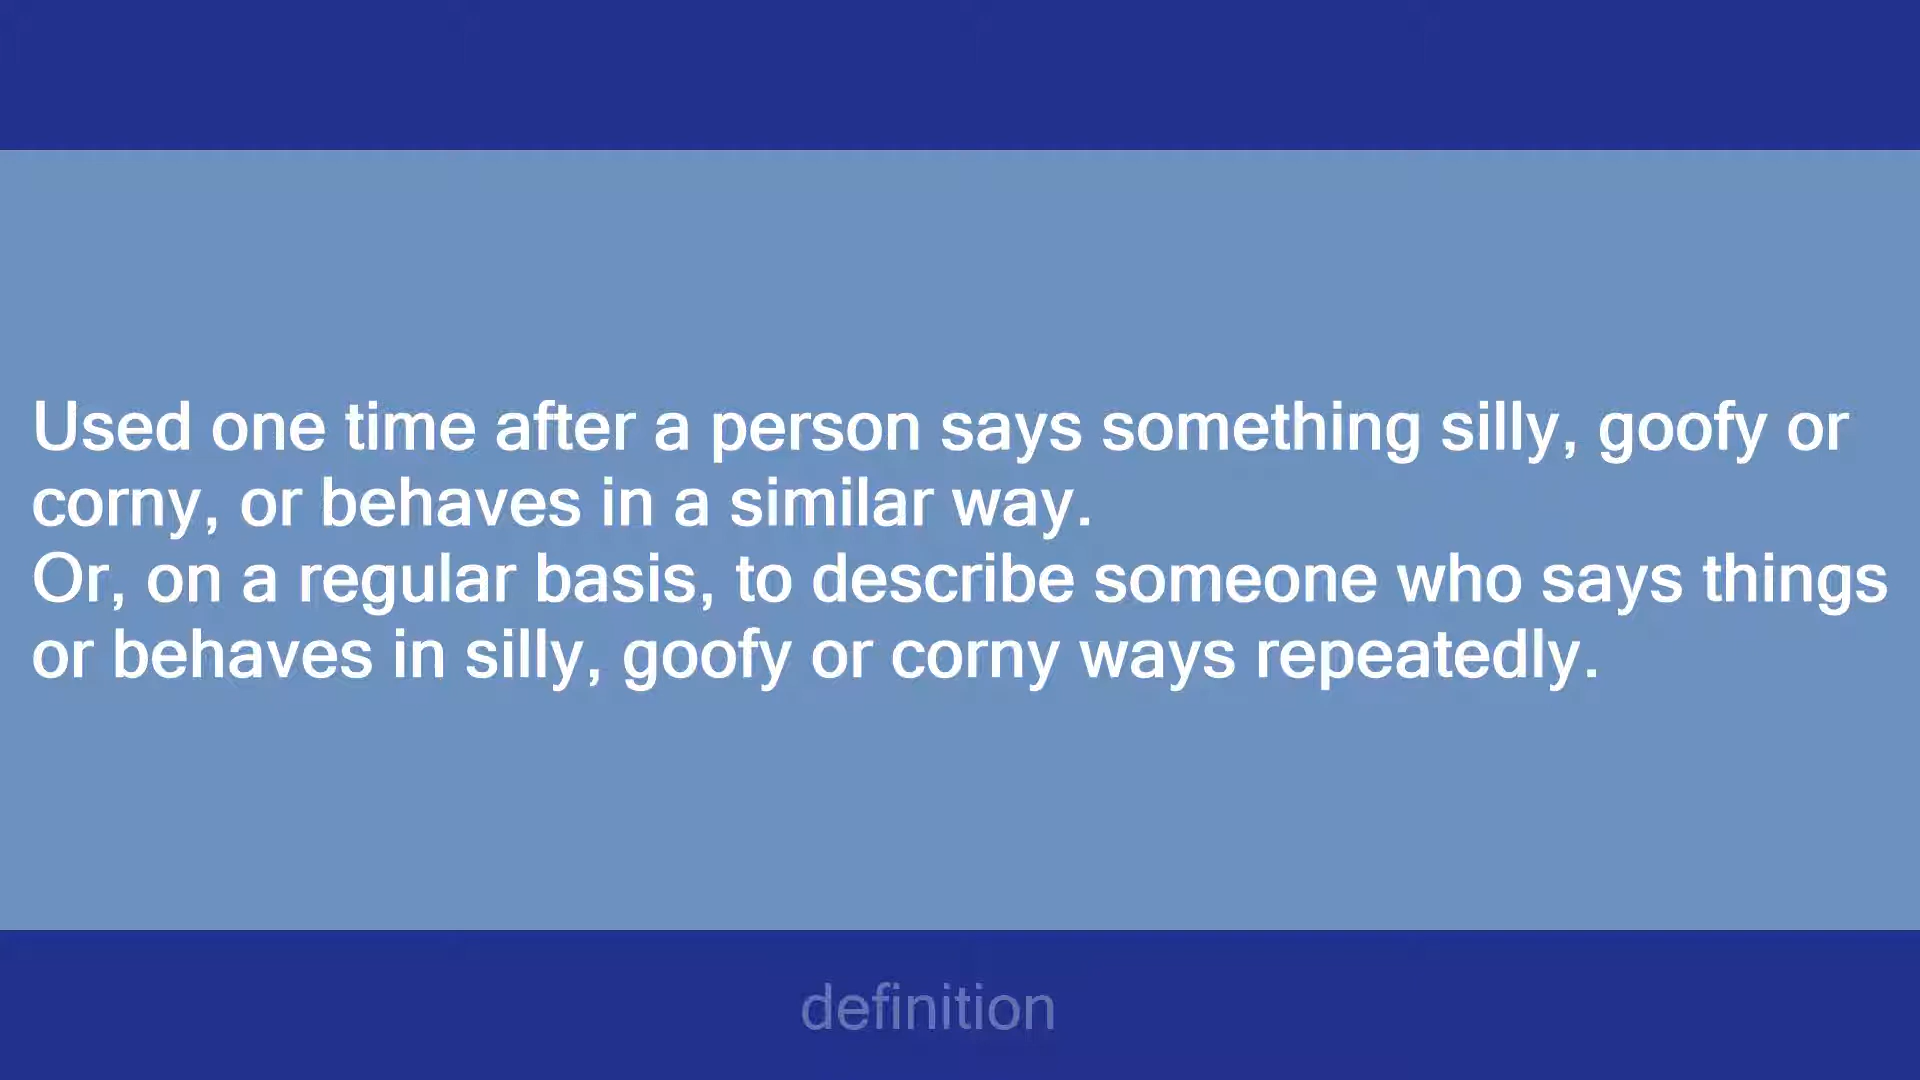 Used one time after a person says something silly, goofy or
corny, or behaves in a similar way.
Or, on a regular basis, to describe someone who says things
or behaves in silly, goofy or corny ways repeatedly.
definition